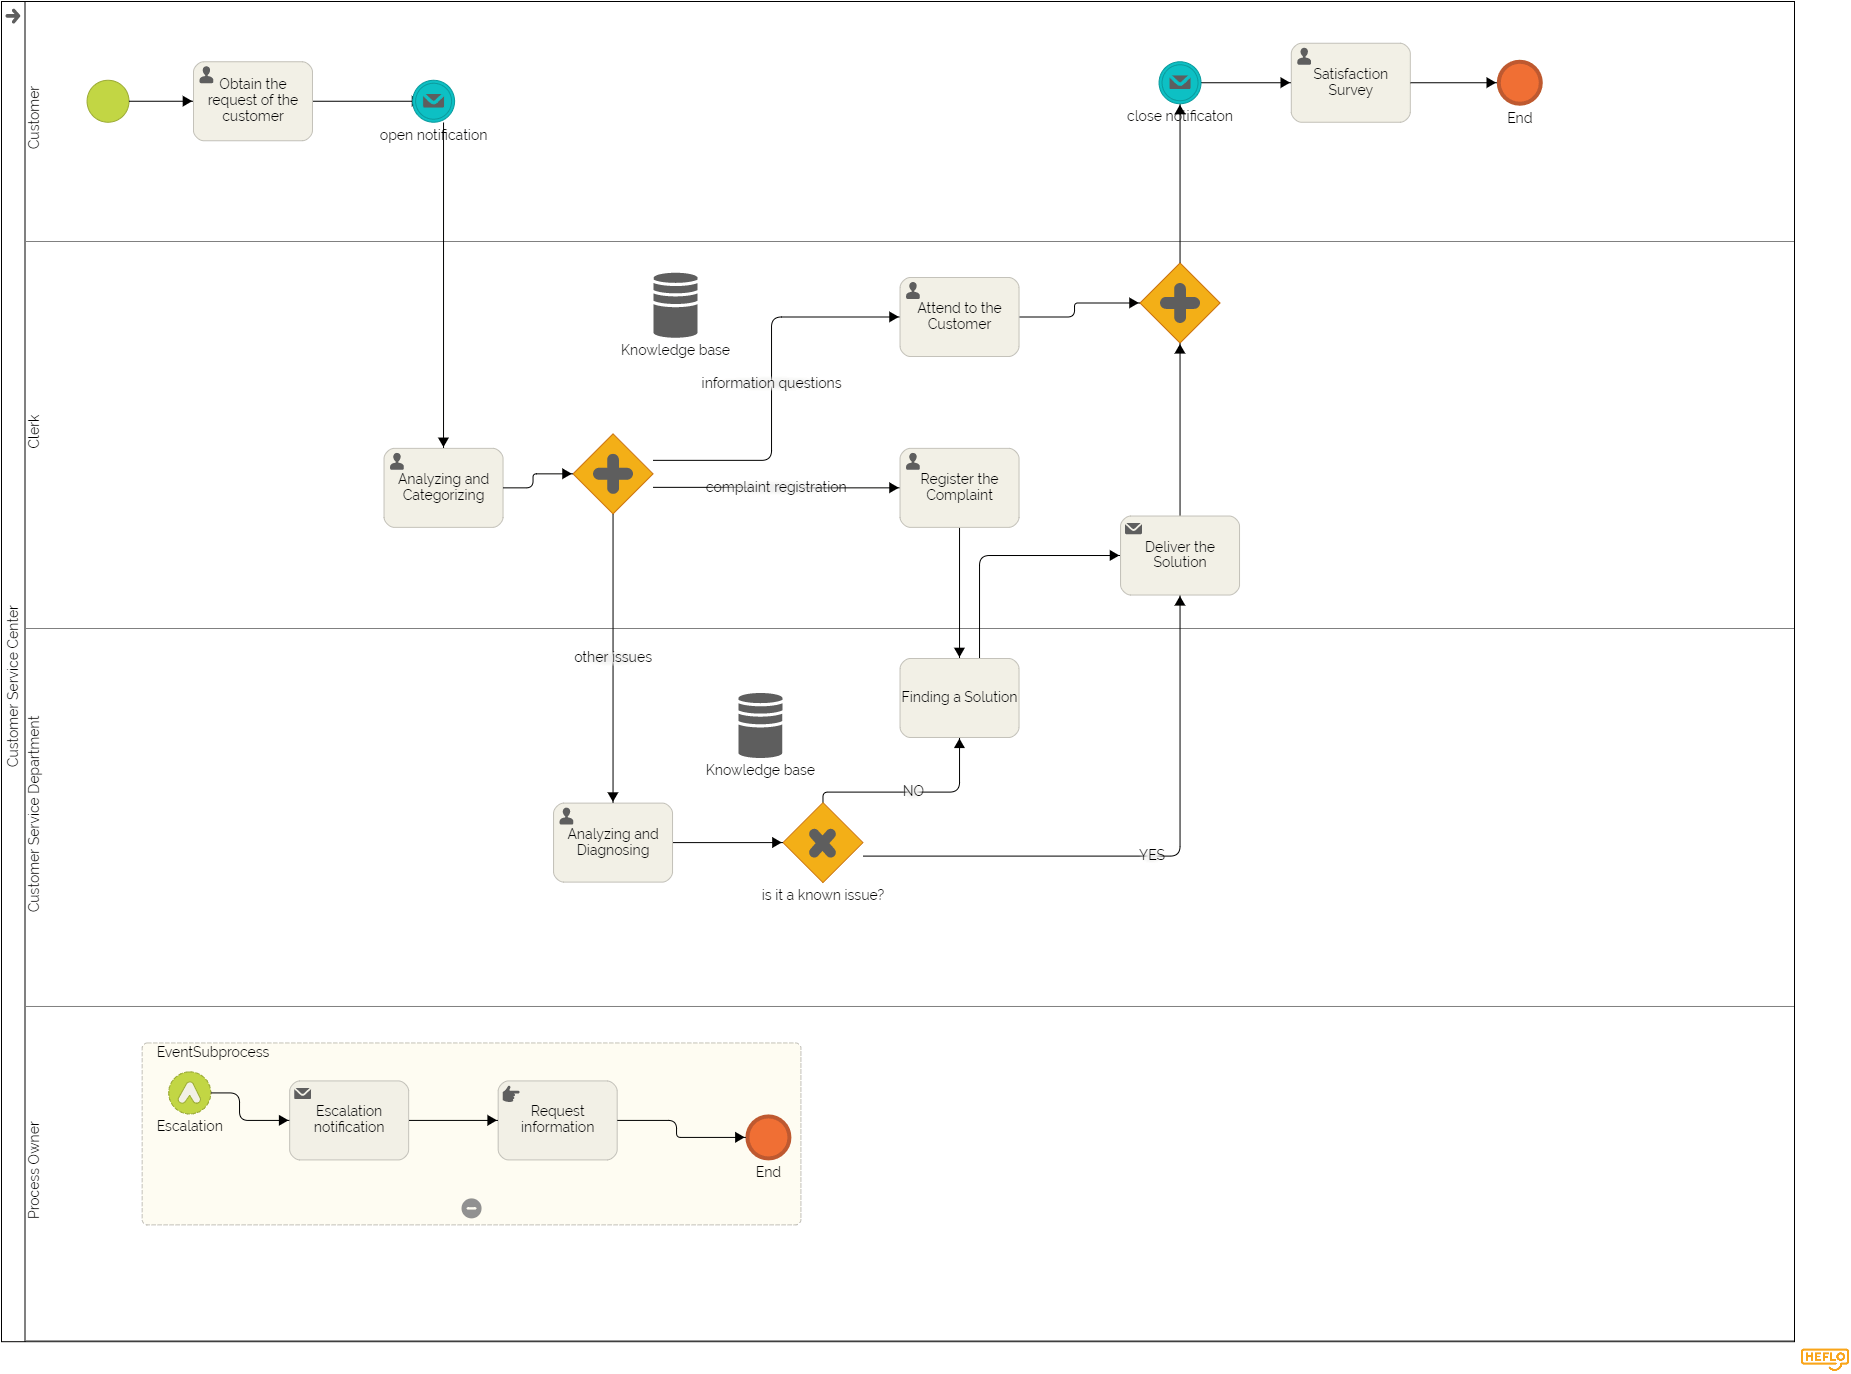 Customer Service Center
Customer
Obtain the
request of the
customer
open notification
close notificaton
Satisfaction
Survey
End
Clerk
Knowledge base
information questions
Attend to the
Customer
Analyzing and
Categorizing
complaint registration
Register the
Complaint
Deliver the
Solution
Customer Service Department
other issues
Finding a Solution
Knowledge base
NO
Analyzing and
Diagnosing
YES
is it a known issue?
Process Owner
EventSubprocess
Escalation
Escalation
notification
Request
information
End
HEFLO